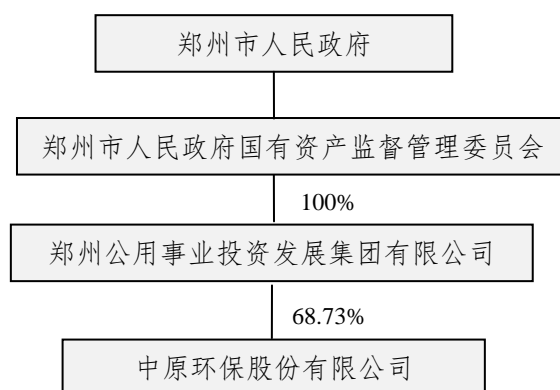 郑州市人民政府
郑州市人民政府国有资产监督管理委员会
100%
郑州公用事业投资发展集团有限公司
68.73%
中原环保股份有限公司